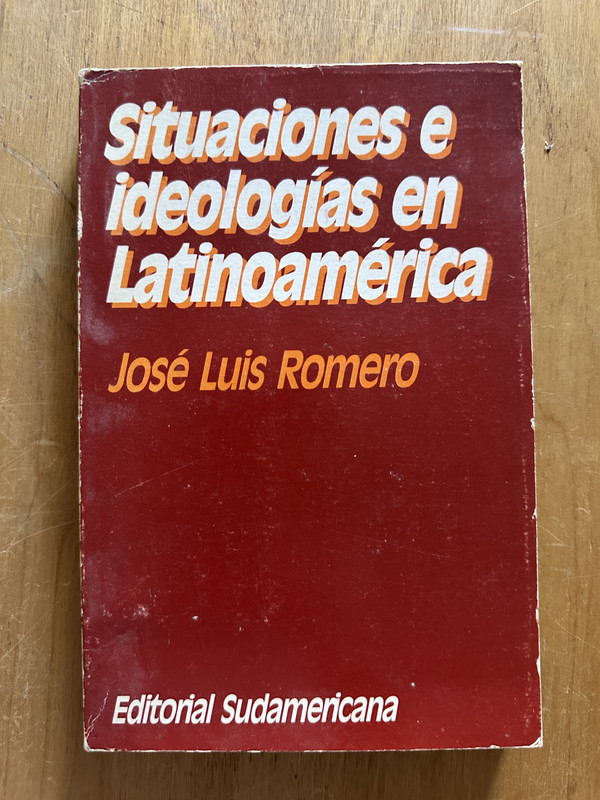 Situaciones e
ideologías en
Latinoamérica
José Luis Romero
Editorial Sudamericana